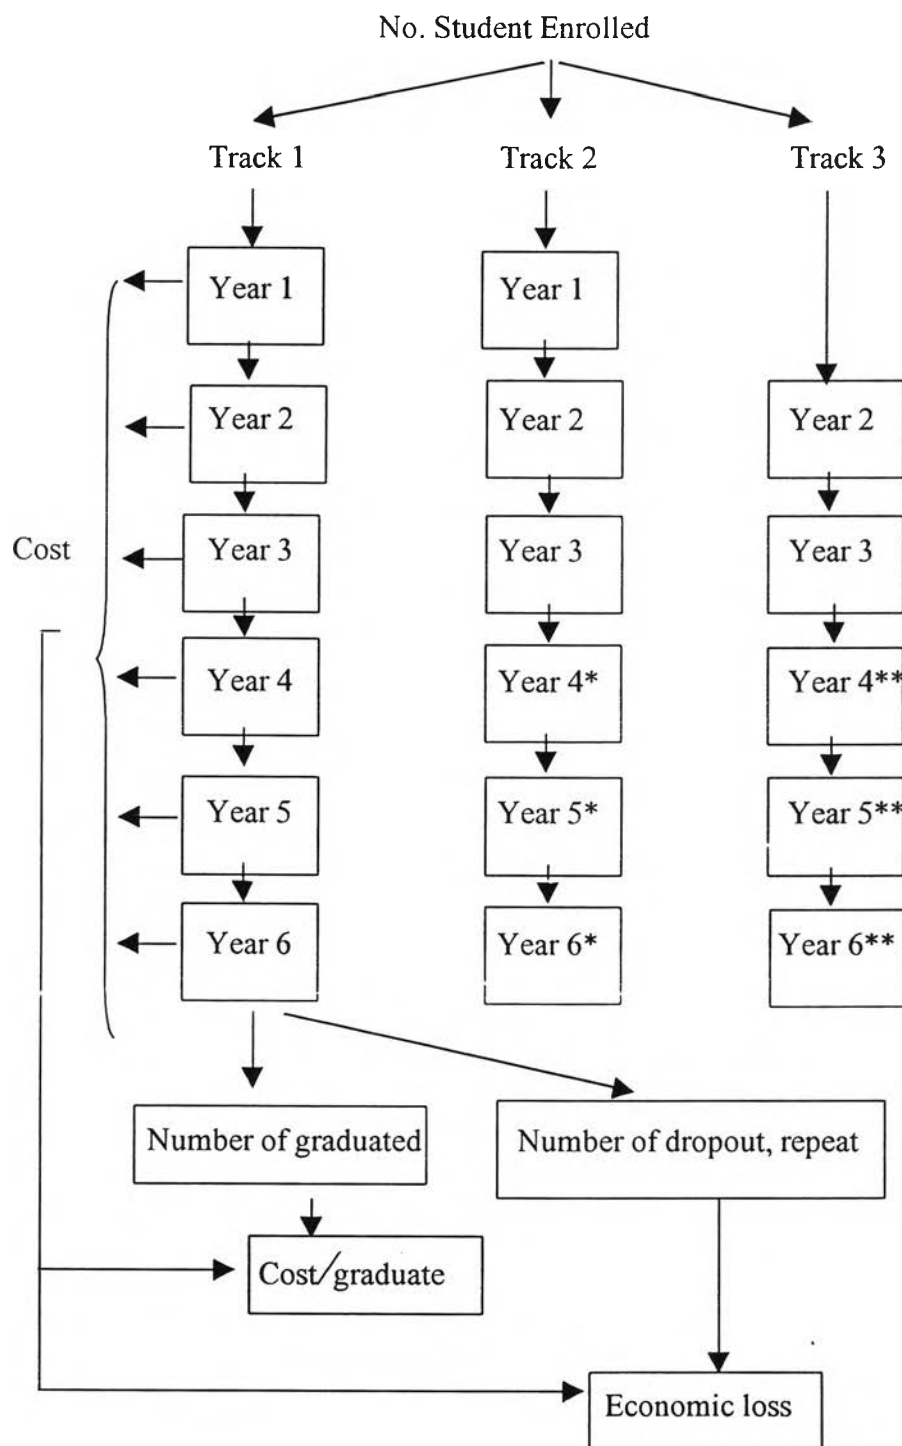 No. Student Enrolled
Track 1 Track 2 Track 3
Year 1 Year 1
Year 2 Year 2 Year 2
Year 3 Year 3 Year 3
Cost
Year 4 Year 4* Year 4**
Year 5 Year 5* Year 5**
Year 6 Year 6* Year 6**
Number of graduated
Number of dropout, repeat
Cost/graduate
Economic loss